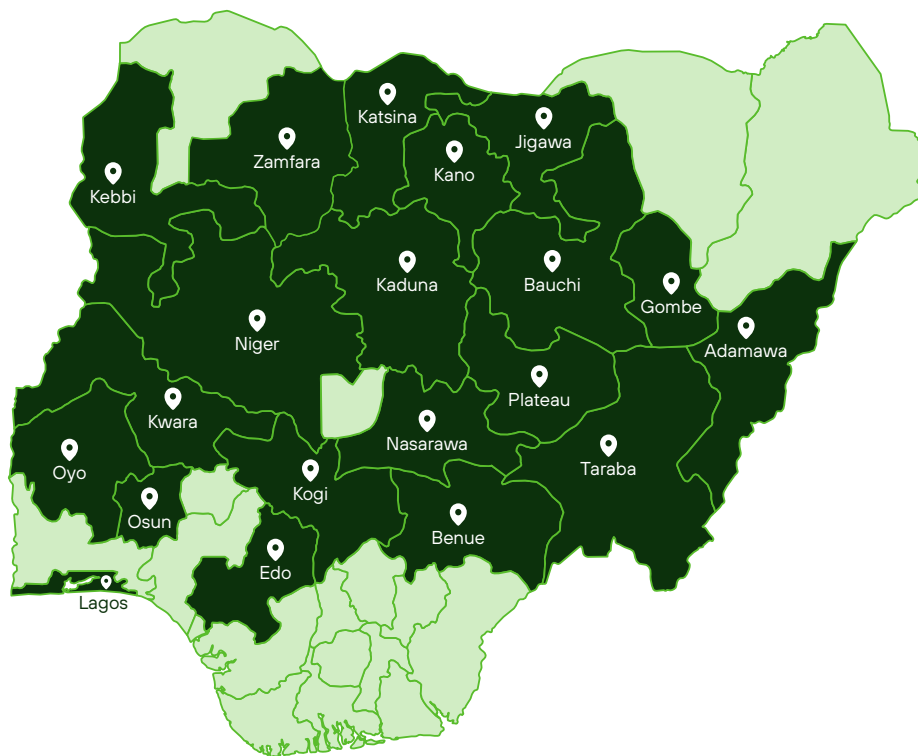 Katsina
Jigawa
Zamfara
Kano
Kebbi
Kaduna
Bauchi
Gombe
Niger
Adamawa
Plateau
Kwara
Nasarawa
Taraba
Oyo
Kogi
Osun
Benue
Edo
Lagos